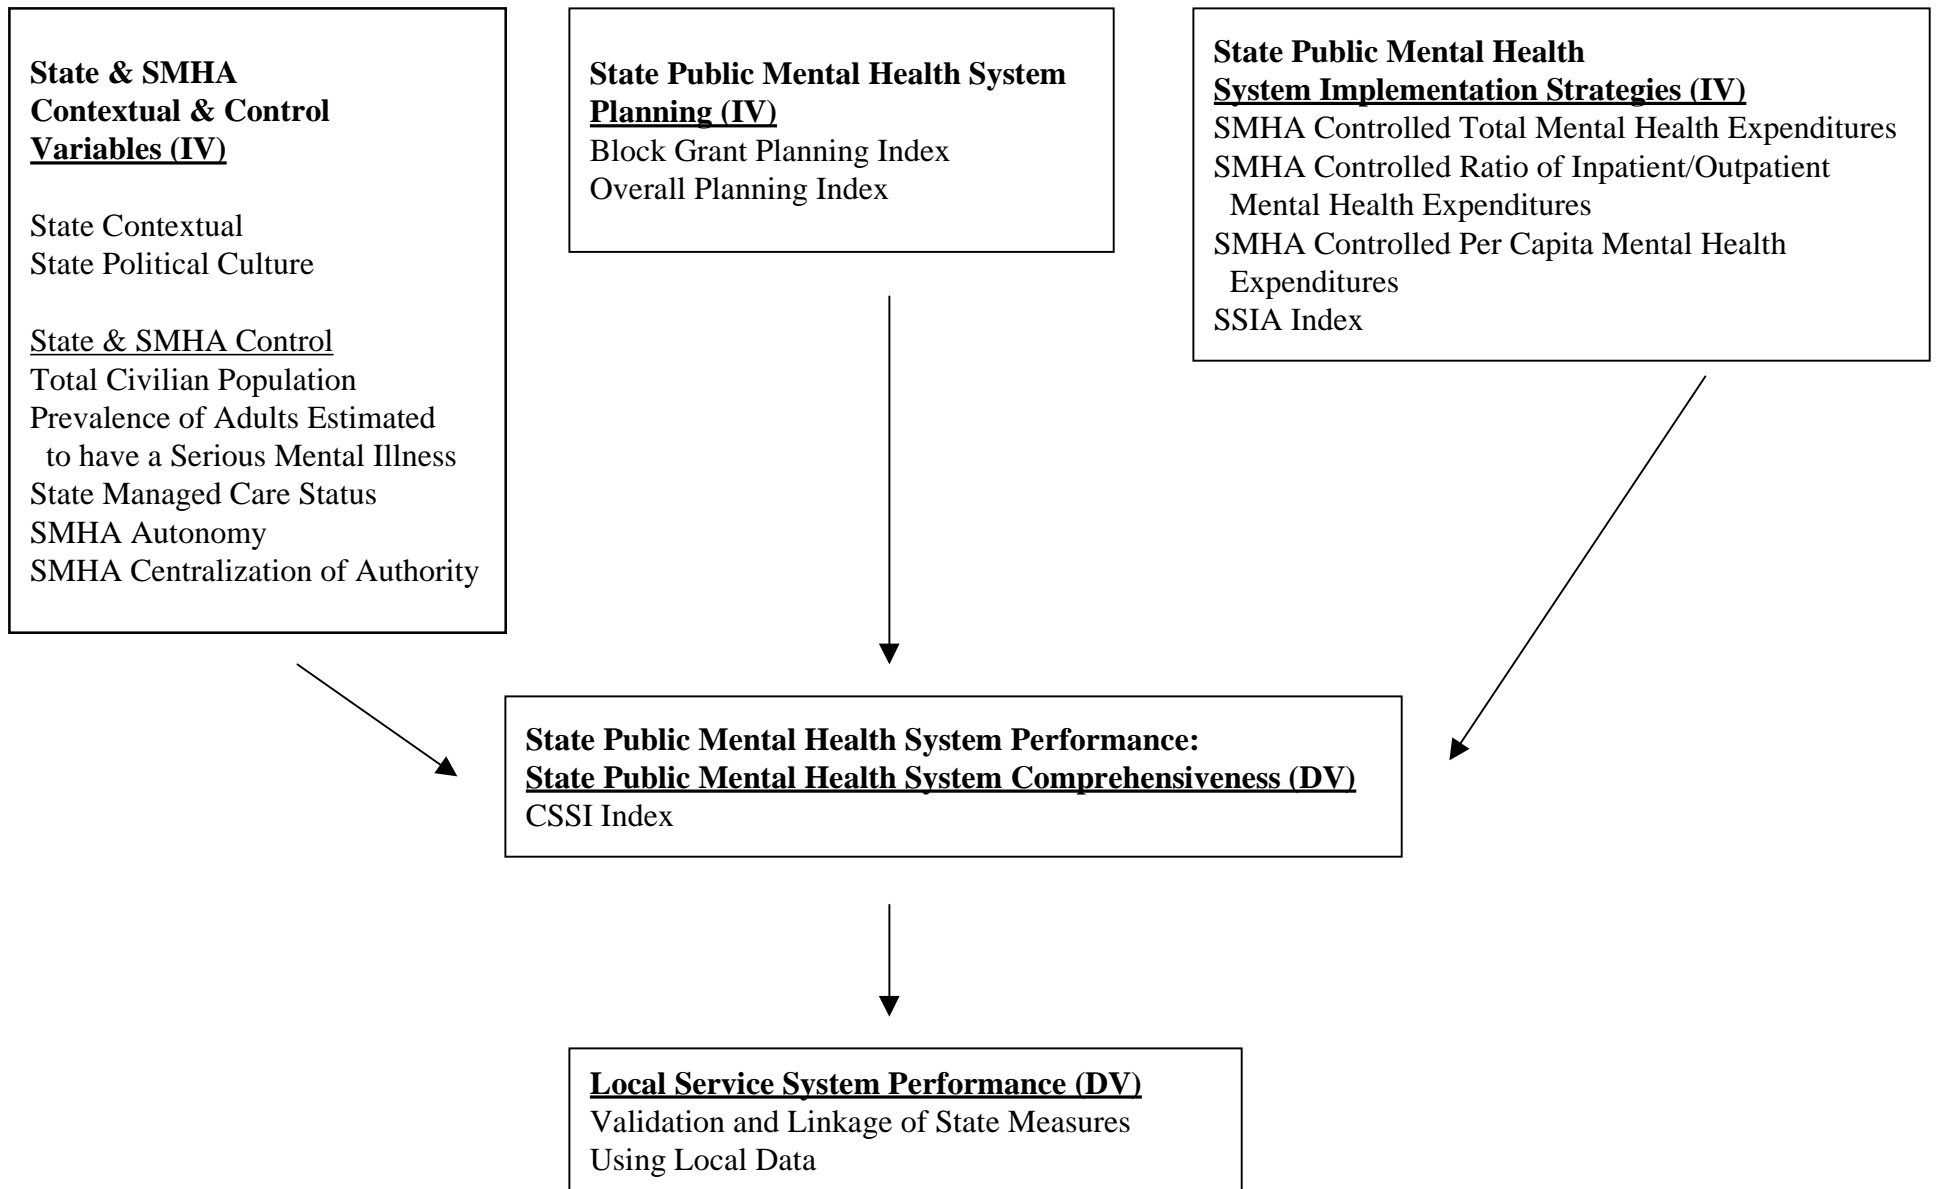 State & SMHA
Contextual & Control
Variables (IV)
State Contextual
State Political Culture
State & SMHA Control
Total Civilian Population
Prevalence of Adults Estimated
to have a Serious Mental Illness
State Managed Care Status
SMHA Autonomy
SMHA Centralization of Authority
State Public Mental Health System
Planning (IV)
Block Grant Planning Index
Overall Planning Index
State Public Mental Health
System Implementation Strategies (IV)
SMHA Controlled Total Mental Health Expenditures
SMHA Controlled Ratio of Inpatient/Outpatient
Mental Health Expenditures
SMHA Controlled Per Capita Mental Health
Expenditures
SSIA Index
State Public Mental Health System Performance:
State Public Mental Health System Comprehensiveness (DV)
CSSI Index
Local Service System Performance (DV)
Validation and Linkage of State Measures
Using Local Data